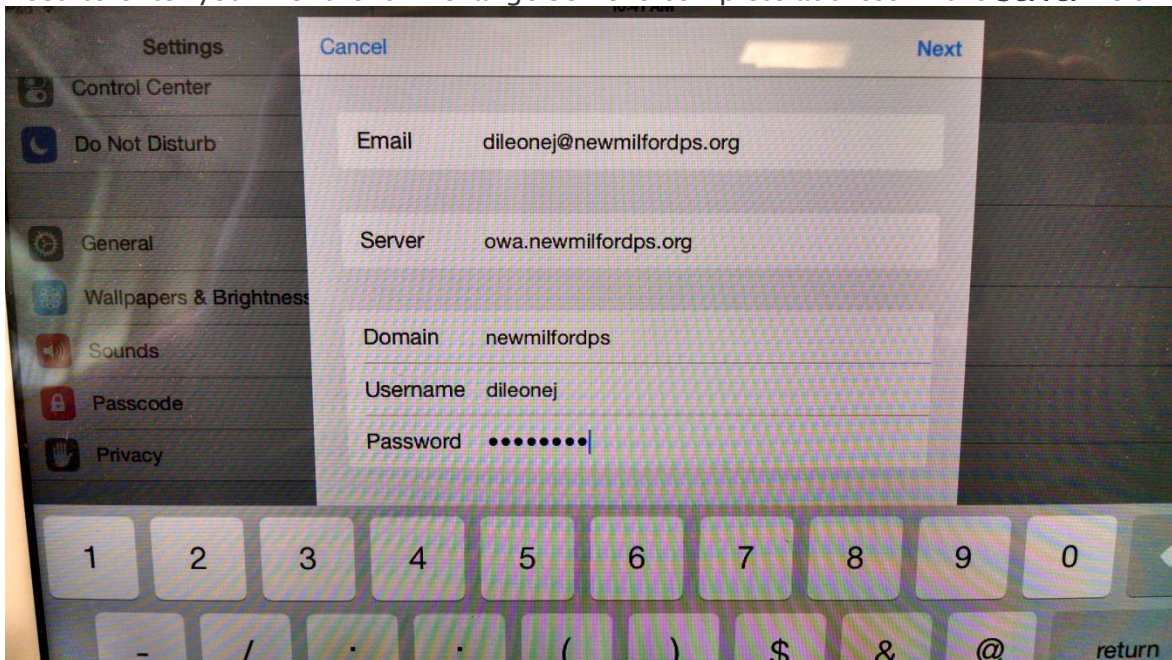 Settings
Cancel
Next
Control Center
Do Not Disturb
Email dileonej@newmilfordps.org
General
Server owa.newmilfordps.org
Wallpapers & Brightness
Sounds
Domain newmilfordps
Passcode
Username dileonej
Privacy
Password ••••••••
1 2 3 4 5 6 7 8 9 0
- / : ; ( ) $ & @ return